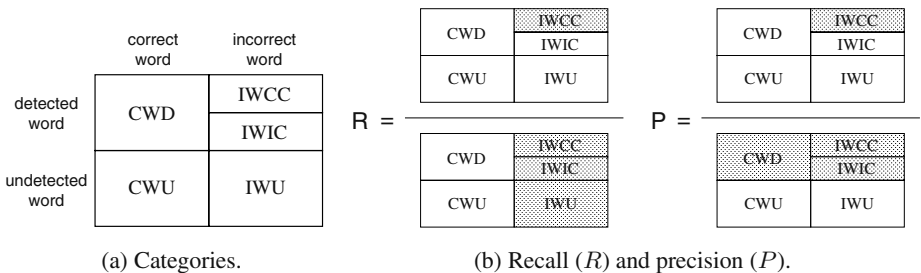 correct word
incorrect word
detected word
undetected word
CWD
IWCC
IWIC
CWU
IWU
(a) Categories.
R =
CWD
IWCC
IWIC
CWU
IWU
CWD
IWCC
IWIC
CWU
IWU
P =
CWD
IWCC
IWIC
CWU
IWU
CWD
IWCC
IWIC
CWU
IWU
(b) Recall (R) and precision (P).